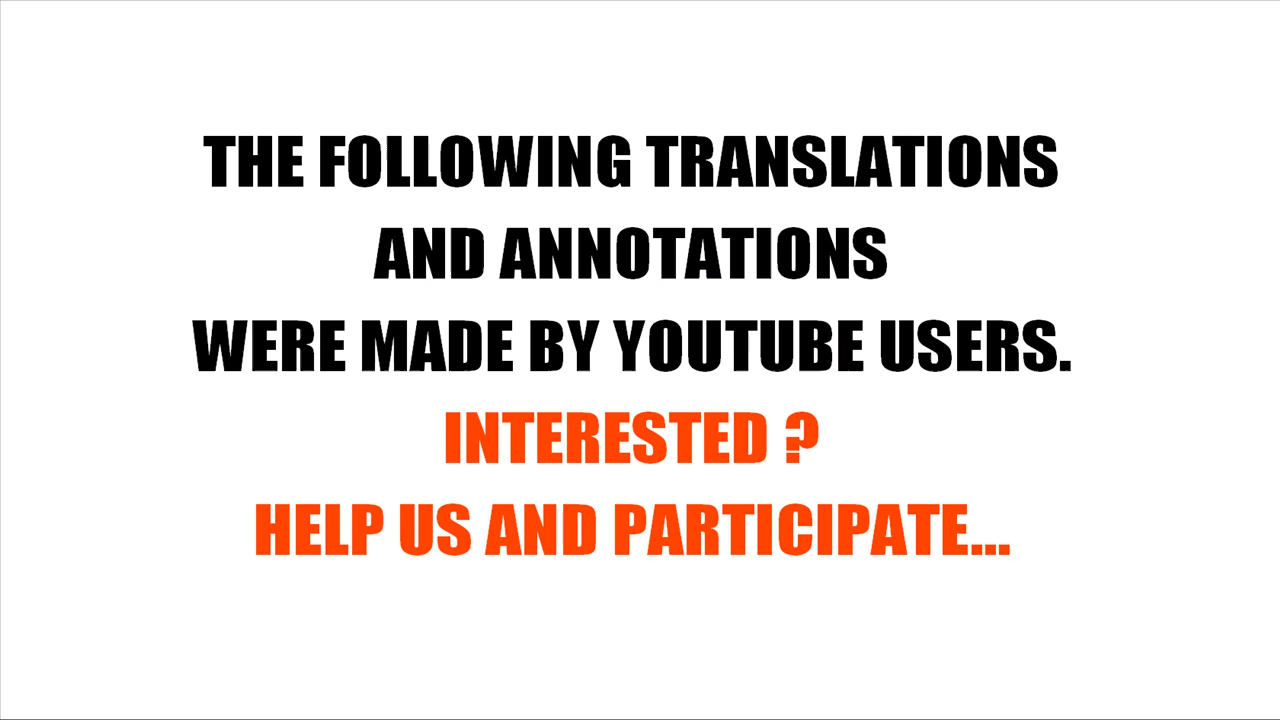 THE FOLLOWING TRANSLATIONS
AND ANNOTATIONS
WERE MADE BY YOUTUBE USERS.
INTERESTED ?
HELP US AND PARTICIPATE...